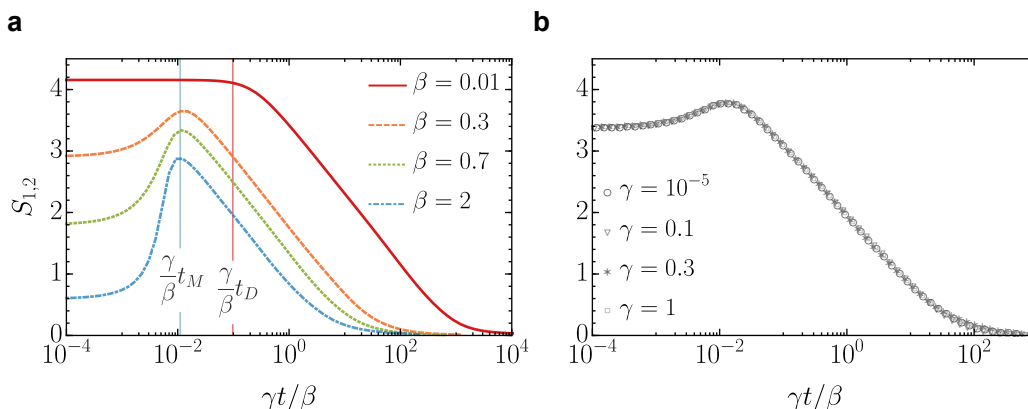 a
4
3
2
1
0
S_{1,2}
β = 0.01
β = 0.3
β = 0.7
β = 2
\frac{γ}{β}t_M
\frac{γ}{β}t_D
10^{−4}
10^{−2}
10^{0}
10^{2}
10^{4}
γt/β
b
4
3
2
1
0
γ = 10^{−5}
γ = 0.1
γ = 0.3
γ = 1
10^{−4}
10^{−2}
10^{0}
10^{2}
γt/β